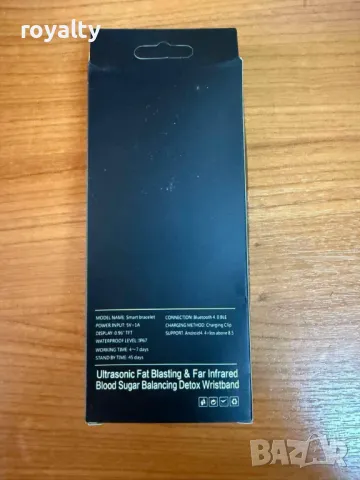 royalty
MODEL NAME: Smart bracelet
POWER INPUT: 5V-1A
DISPLAY: 0.96" TFT
WATERPROOF LEVEL: IP67
WORKING TIME: 4-7 days
STAND BY TIME: 45 days
CONNECTION: Bluetooth 4.0 BLE
CHARGING METHOD: Charging Clip
SUPPORT: Android4.4-Ios above 8.1
Ultrasonic Fat Blasting & Far Infrared
Blood Sugar Balancing Detox Wristband
BAZAR
bg